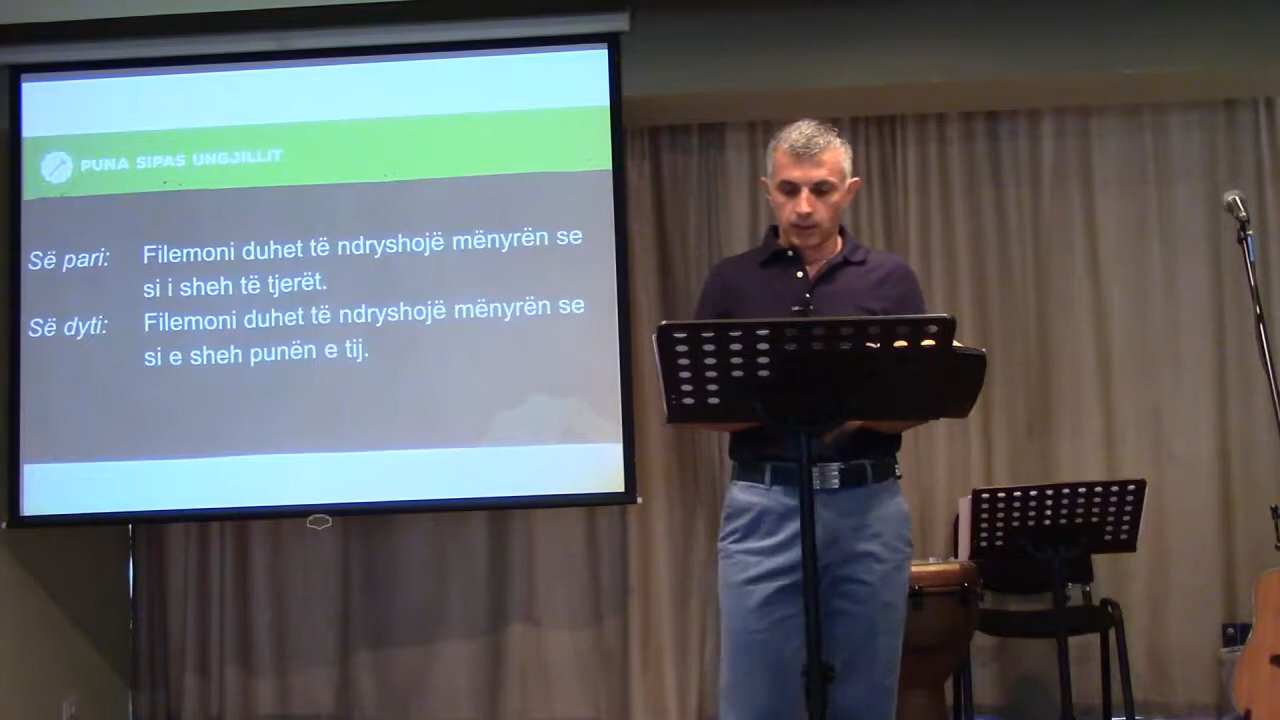 PUNA SIPAS UNGJILLIT
Së pari: Filemoni duhet të ndryshojë mënyrën se
si i sheh të tjerët.
Së dyti: Filemoni duhet të ndryshojë mënyrën se
si e sheh punën e tij.